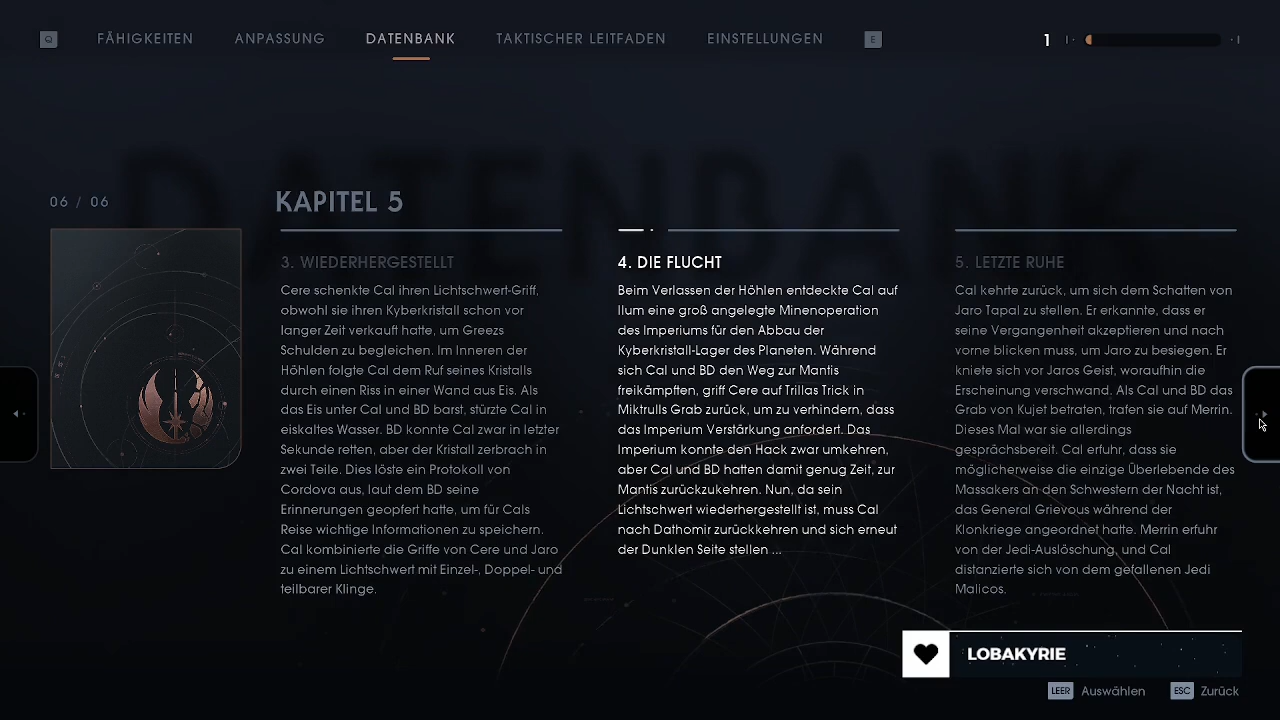 Q FÄHIGKEITEN ANPASSUNG DATENBANK TAKTISCHER LEITFADEN EINSTELLUNGEN E 1
DATENBANK
06 / 06
KAPITEL 5
3. WIEDERHERGESTELLT
Cere schenkte Cal ihren Lichtschwert-Griff,
obwohl sie ihren Kyberkristall schon vor
langer Zeit verkauft hatte, um Greezs
Schulden zu begleichen. Im Inneren der
Höhlen folgte Cal dem Ruf seines Kristalls
durch einen Riss in einer Wand aus Eis. Als
das Eis unter Cal und BD barst, stürzte Cal in
eiskaltes Wasser. BD konnte Cal zwar in letzter
Sekunde retten, aber der Kristall zerbrach in
zwei Teile. Dies löste ein Protokoll von
Cordova aus, laut dem BD seine
Erinnerungen geopfert hatte, um für Cals
Reise wichtige Informationen zu speichern.
Cal kombinierte die Griffe von Cere und Jaro
zu einem Lichtschwert mit Einzel-, Doppel- und
teilbarer Klinge.
4. DIE FLUCHT
Beim Verlassen der Höhlen entdeckte Cal auf
Ilum eine groß angelegte Minenoperation
des Imperiums für den Abbau der
Kyberkristall-Lager des Planeten. Während
sich Cal und BD den Weg zur Mantis
freikämpften, griff Cere auf Trillas Trick in
Miktrulls Grab zurück, um zu verhindern, dass
das Imperium Verstärkung anfordert. Das
Imperium konnte den Hack zwar umkehren,
aber Cal und BD hatten damit genug Zeit, zur
Mantis zurückzukehren. Nun, da sein
Lichtschwert wiederhergestellt ist, muss Cal
nach Dathomir zurückkehren und sich erneut
der Dunklen Seite stellen ...
5. LETZTE RUHE
Cal kehrte zurück, um sich dem Schatten von
Jaro Tapal zu stellen. Er erkannte, dass er
seine Vergangenheit akzeptieren und nach
vorne blicken muss, um Jaro zu besiegen. Er
kniete sich vor Jaros Geist, woraufhin die
Erscheinung verschwand. Als Cal und BD das
Grab von Kujet betraten, trafen sie auf Merrin.
Dieses Mal war sie allerdings
gesprächsbereit. Cal erfuhr, dass sie
möglicherweise die einzige Überlebende des
Massakers an den Schwestern der Nacht ist,
das General Grievous während der
Klonkriege angeordnet hatte. Merrin erfuhr
von der Jedi-Auslöschung, und Cal
distanzierte sich von dem gefallenen Jedi
Malicos.
LOBAKYRIE
LEER Auswählen ESC Zurück